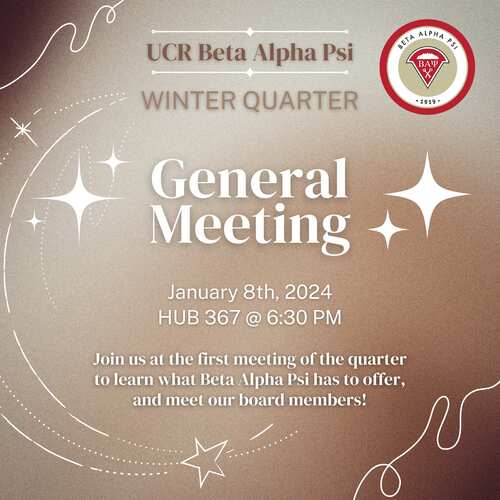 UCR Beta Alpha Psi
WINTER QUARTER
BETA ALPHA PSI
ΒΑΨ
• 1919 •
General
Meeting
January 8th, 2024
HUB 367 @ 6:30 PM
Join us at the first meeting of the quarter
to learn what Beta Alpha Psi has to offer,
and meet our board members!